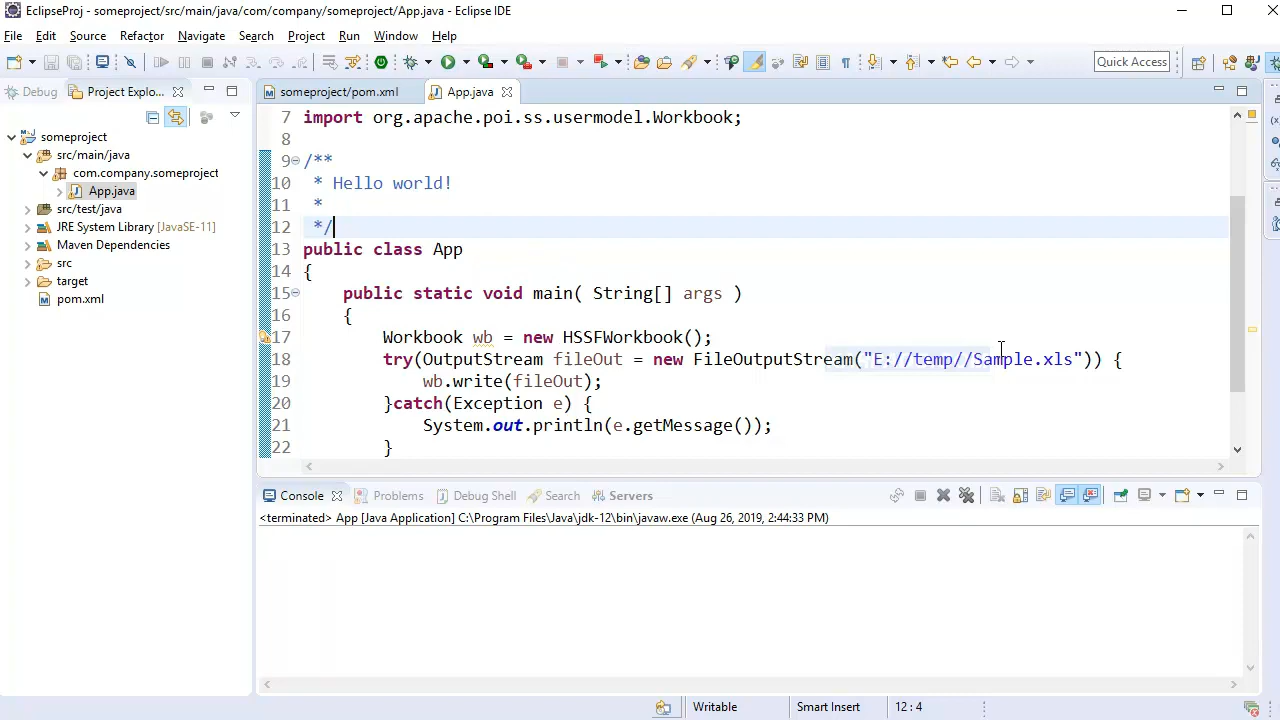 EclipseProj - someproject/src/main/java/com/company/someproject/App.java - Eclipse IDE
File Edit Source Refactor Navigate Search Project Run Window Help
Quick Access
Debug Project Explo...
someproject/pom.xml App.java
someproject
src/main/java
com.company.someproject
App.java
src/test/java
JRE System Library [JavaSE-11]
Maven Dependencies
src
target
pom.xml
7 import org.apache.poi.ss.usermodel.Workbook;
8
9 /**
10 * Hello world!
11 *
12 */
13 public class App
14 {
15 public static void main( String[] args )
16 {
17 Workbook wb = new HSSFWorkbook();
18 try(OutputStream fileOut = new FileOutputStream("E://temp//Sample.xls")) {
19 wb.write(fileOut);
20 }catch(Exception e) {
21 System.out.println(e.getMessage());
22 }
Console Problems Debug Shell Search Servers
<terminated> App [Java Application] C:\Program Files\Java\jdk-12\bin\javaw.exe (Aug 26, 2019, 2:44:33 PM)
Writable Smart Insert 12 : 4